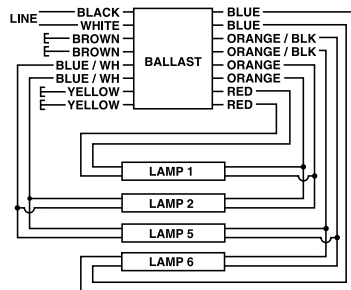 BLACK
BLUE
LINE
WHITE
BLUE
BROWN
ORANGE / BLK
BROWN
ORANGE / BLK
BALLAST
BLUE / WH
ORANGE
BLUE / WH
ORANGE
YELLOW
RED
YELLOW
RED
LAMP 1
LAMP 2
LAMP 5
LAMP 6